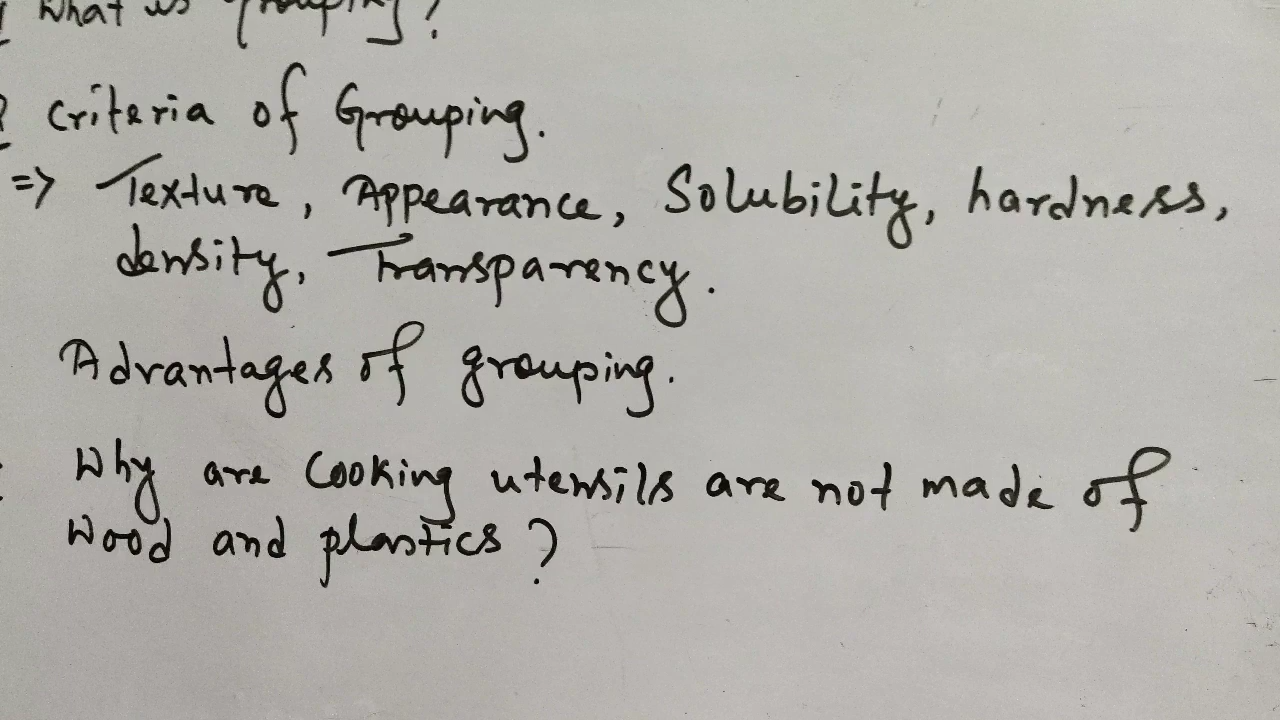 What is grouping?
Criteria of Grouping.
=> Texture, Appearance, Solubility, hardness,
density, Transparency.
Advantages of grouping.
Why are Cooking utensils are not made of
Wood and plastics?